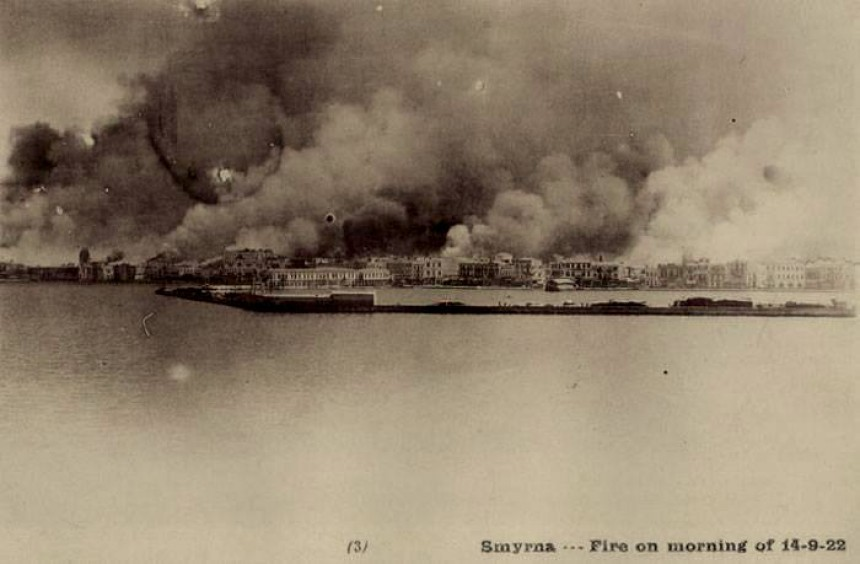 (3) Smyrna --- Fire on morning of 14-9-22